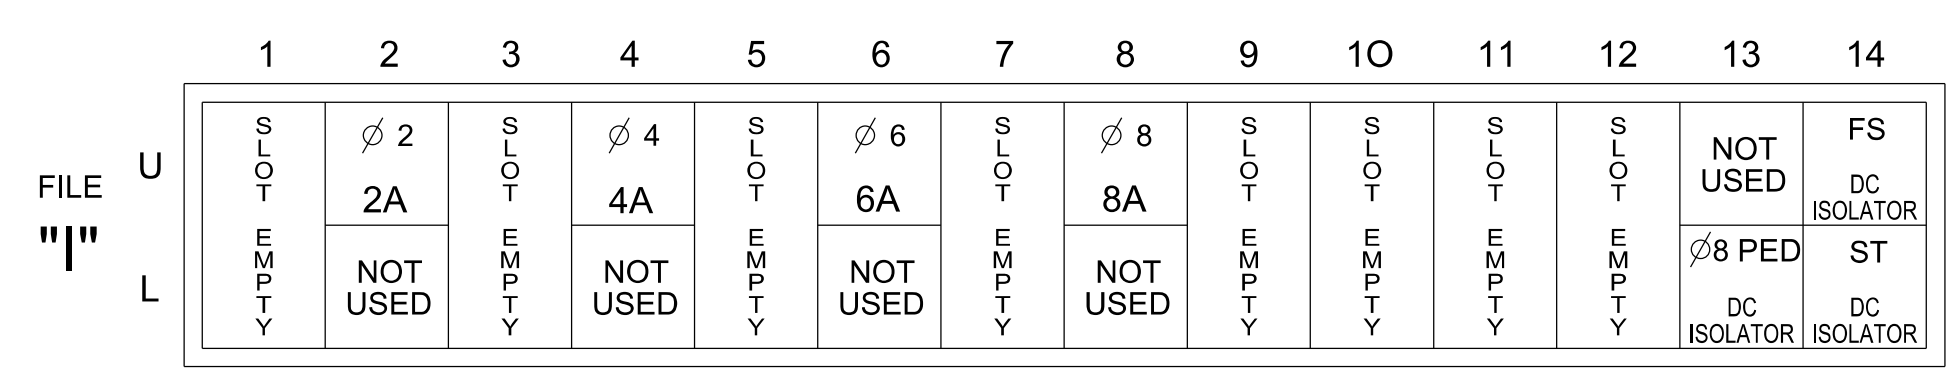 1 2 3 4 5 6 7 8 9 10 11 12 13 14
FILE
"I"
U
L
SLOT EMPTY
∅ 2
2A
NOT
USED
SLOT EMPTY
∅ 4
4A
NOT
USED
SLOT EMPTY
∅ 6
6A
NOT
USED
SLOT EMPTY
∅ 8
8A
NOT
USED
SLOT EMPTY
SLOT EMPTY
SLOT EMPTY
SLOT EMPTY
NOT
USED
∅8 PED
DC
ISOLATOR
FS
DC
ISOLATOR
ST
DC
ISOLATOR